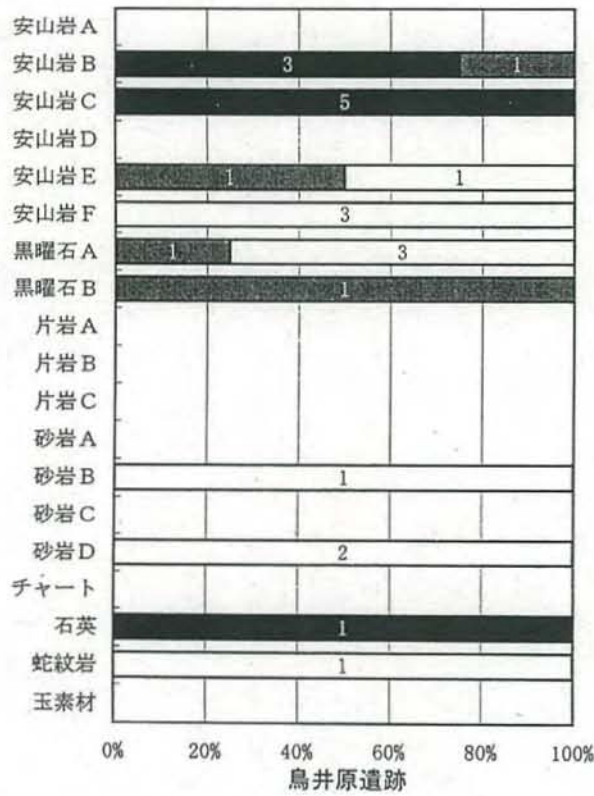 安山岩A
安山岩B 3 1
安山岩C 5
安山岩D
安山岩E 1 1
安山岩F 3
黒曜石A 1 3
黒曜石B 1
片岩A
片岩B
片岩C
砂岩A
砂岩B 1
砂岩C
砂岩D 2
チャート
石英 1
蛇紋岩 1
玉素材
0% 20% 40% 60% 80% 100%
鳥井原遺跡